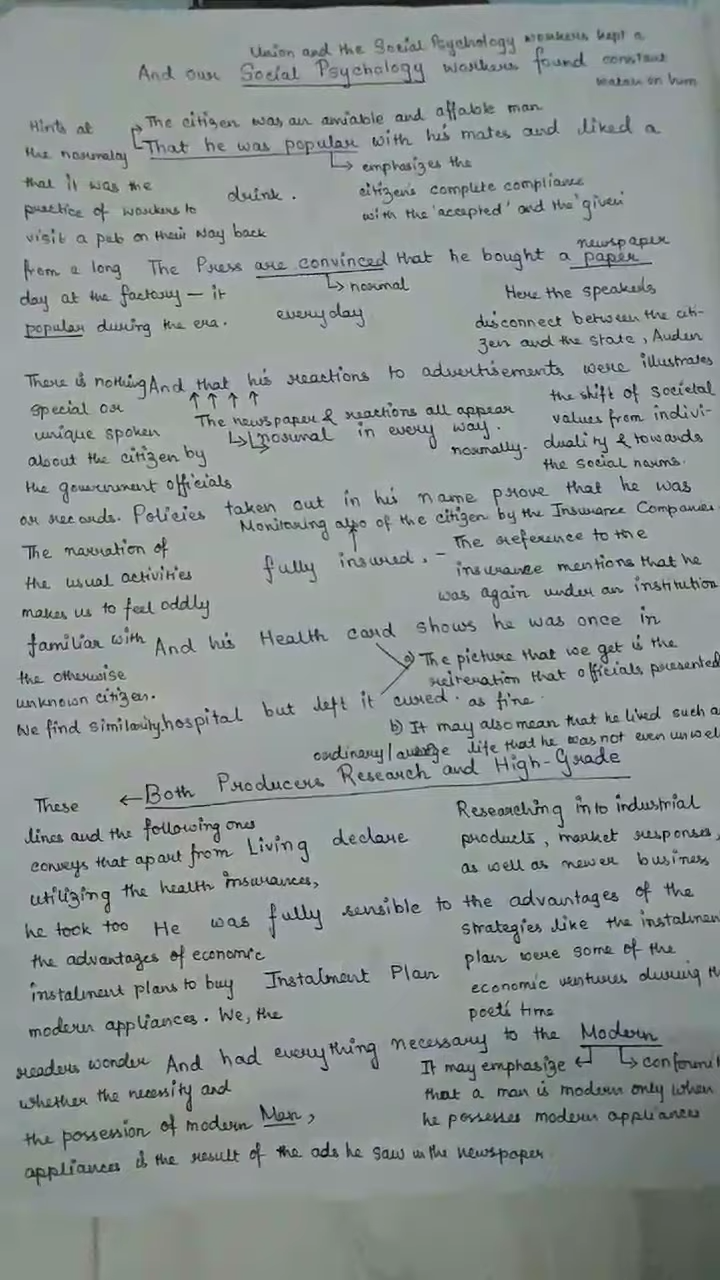 Union and the Social Psychology workers kept a
And our Social Psychology workers found constant
watch on him
The citizen was an amiable and affable man
Hints at
the normalcy That he was popular with his mates and liked a
that it was the drink. emphasizes the
practice of workers to citizen's complete compliance
visit a pub on their way back with the 'accepted' and the 'given'
from a long The Press are convinced that he bought a paper newspaper
day at the factory – it normal Here the speakers
popular during the era. everyday disconnect between the citi-
zen and the state, Auden
There is nothing And that his reactions to advertisements were illustrates
special or The newspaper & reactions all appear the shift of societal
unique spoken normal in every way. values from indivi-
about the citizen by normally. duality & towards
the government officials the social norms.
or records. Policies taken out in his name prove that he was
Monitoring also of the citizen by the Insurance Companies
The narration of fully insured. – The reference to the
the usual activities insurance mentions that he
makes us to feel oddly was again under an institution
familiar with And his Health card shows he was once in
the otherwise a) The picture that we get is the
unknown citizen. reiteration that officials presented
We find similarity. hospital but left it cured. as fine.
b) It may also mean that he lived such a
ordinary/average life that he was not even unwell
These ← Both Producers Research and High-Grade
lines and the following ones Researching into industrial
conveys that apart from Living declare products, market responses,
utilizing the health insurances, as well as newer business
he took too He was fully sensible to the advantages of the
the advantages of economic strategies like the instalment
instalment plans to buy Instalment Plan plan were some of the
modern appliances. We, the economic ventures during the
poet's time
readers wonder And had everything necessary to the Modern
whether the necessity and It may emphasize
the possession of modern Man, that a man is modern only when
he possesses modern appliances
appliances is the result of the ads he saw in the newspaper